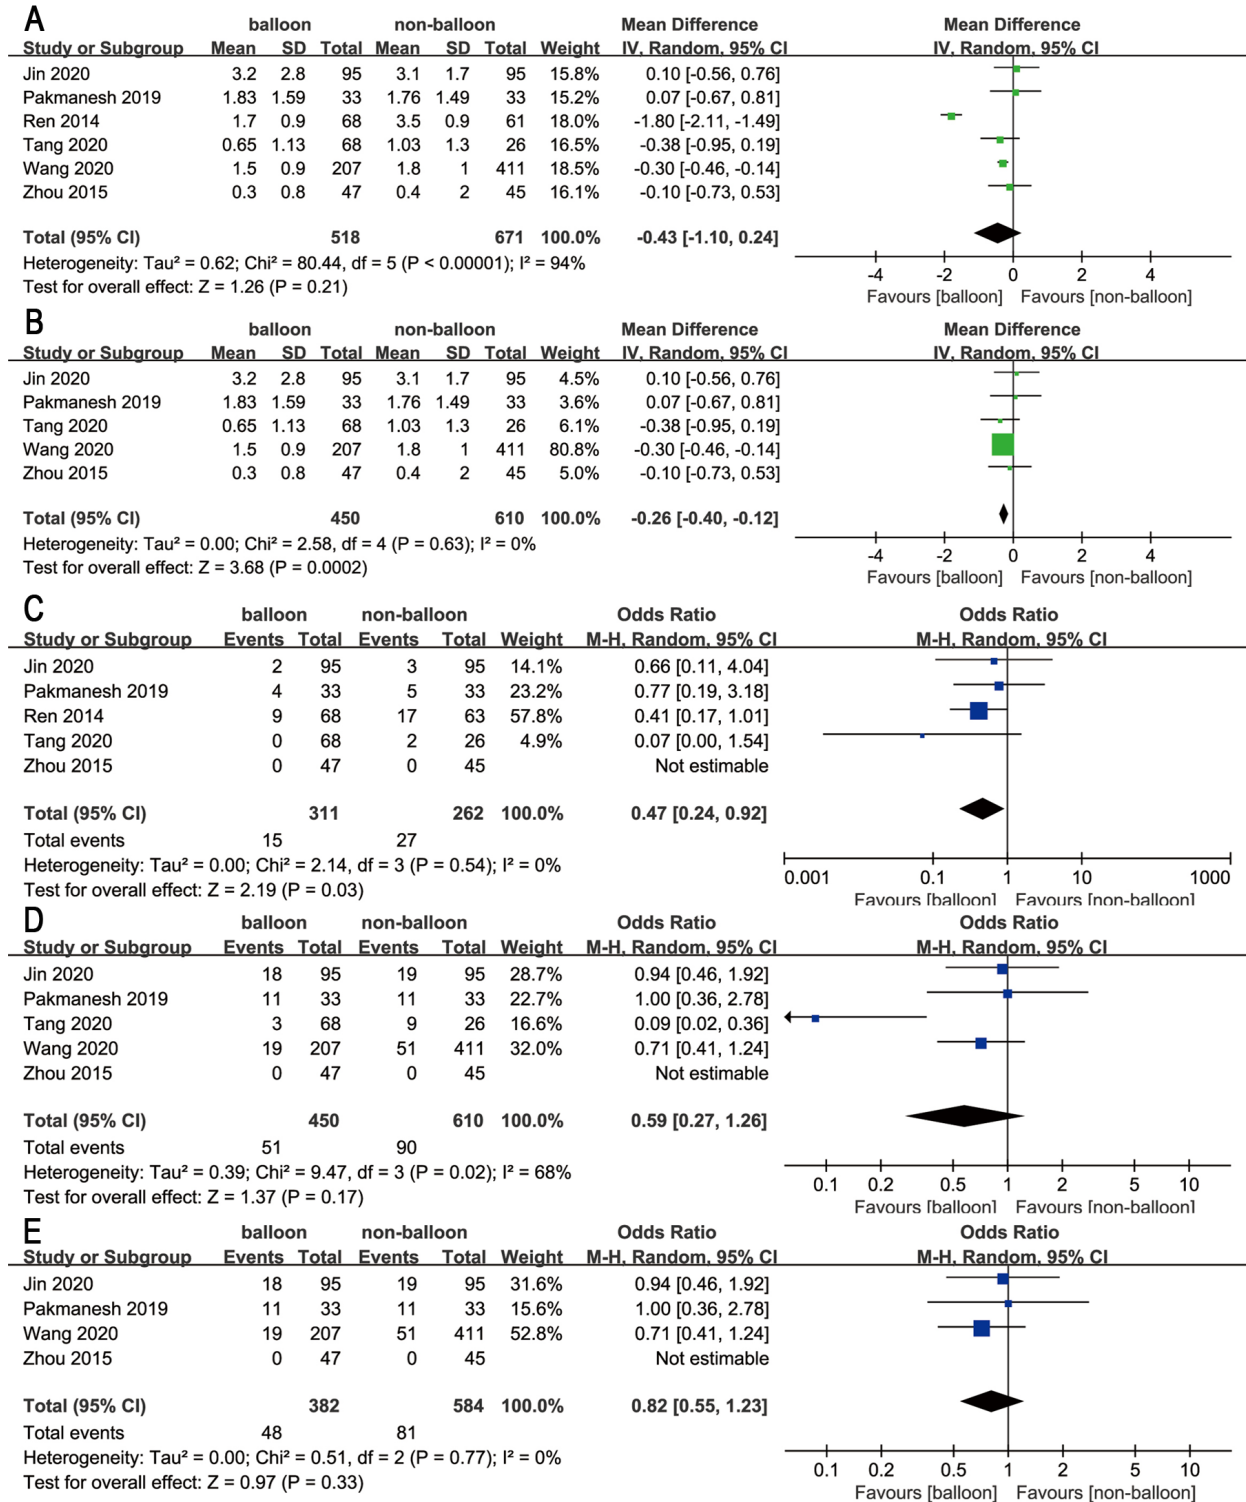 A
balloon non-balloon Mean Difference Mean Difference
Study or Subgroup Mean SD Total Mean SD Total Weight IV, Random, 95% CI IV, Random, 95% CI
Jin 2020 3.2 2.8 95 3.1 1.7 95 15.8% 0.10 [-0.56, 0.76]
Pakmanesh 2019 1.83 1.59 33 1.76 1.49 33 15.2% 0.07 [-0.67, 0.81]
Ren 2014 1.7 0.9 68 3.5 0.9 61 18.0% -1.80 [-2.11, -1.49]
Tang 2020 0.65 1.13 68 1.03 1.3 26 16.5% -0.38 [-0.95, 0.19]
Wang 2020 1.5 0.9 207 1.8 1 411 18.5% -0.30 [-0.46, -0.14]
Zhou 2015 0.3 0.8 47 0.4 2 45 16.1% -0.10 [-0.73, 0.53]
Total (95% CI) 518 671 100.0% -0.43 [-1.10, 0.24]
Heterogeneity: Tau² = 0.62; Chi² = 80.44, df = 5 (P < 0.00001); I² = 94%
Test for overall effect: Z = 1.26 (P = 0.21)
-4 -2 0 2 4
Favours [balloon] Favours [non-balloon]
B
balloon non-balloon Mean Difference Mean Difference
Study or Subgroup Mean SD Total Mean SD Total Weight IV, Random, 95% CI IV, Random, 95% CI
Jin 2020 3.2 2.8 95 3.1 1.7 95 4.5% 0.10 [-0.56, 0.76]
Pakmanesh 2019 1.83 1.59 33 1.76 1.49 33 3.6% 0.07 [-0.67, 0.81]
Tang 2020 0.65 1.13 68 1.03 1.3 26 6.1% -0.38 [-0.95, 0.19]
Wang 2020 1.5 0.9 207 1.8 1 411 80.8% -0.30 [-0.46, -0.14]
Zhou 2015 0.3 0.8 47 0.4 2 45 5.0% -0.10 [-0.73, 0.53]
Total (95% CI) 450 610 100.0% -0.26 [-0.40, -0.12]
Heterogeneity: Tau² = 0.00; Chi² = 2.58, df = 4 (P = 0.63); I² = 0%
Test for overall effect: Z = 3.68 (P = 0.0002)
-4 -2 0 2 4
Favours [balloon] Favours [non-balloon]
C
balloon non-balloon Odds Ratio Odds Ratio
Study or Subgroup Events Total Events Total Weight M-H, Random, 95% CI M-H, Random, 95% CI
Jin 2020 2 95 3 95 14.1% 0.66 [0.11, 4.04]
Pakmanesh 2019 4 33 5 33 23.2% 0.77 [0.19, 3.18]
Ren 2014 9 68 17 63 57.8% 0.41 [0.17, 1.01]
Tang 2020 0 68 2 26 4.9% 0.07 [0.00, 1.54]
Zhou 2015 0 47 0 45 Not estimable
Total (95% CI) 311 262 100.0% 0.47 [0.24, 0.92]
Total events 15 27
Heterogeneity: Tau² = 0.00; Chi² = 2.14, df = 3 (P = 0.54); I² = 0%
Test for overall effect: Z = 2.19 (P = 0.03)
0.001 0.1 1 10 1000
Favours [balloon] Favours [non-balloon]
D
balloon non-balloon Odds Ratio Odds Ratio
Study or Subgroup Events Total Events Total Weight M-H, Random, 95% CI M-H, Random, 95% CI
Jin 2020 18 95 19 95 28.7% 0.94 [0.46, 1.92]
Pakmanesh 2019 11 33 11 33 22.7% 1.00 [0.36, 2.78]
Tang 2020 3 68 9 26 16.6% 0.09 [0.02, 0.36]
Wang 2020 19 207 51 411 32.0% 0.71 [0.41, 1.24]
Zhou 2015 0 47 0 45 Not estimable
Total (95% CI) 450 610 100.0% 0.59 [0.27, 1.26]
Total events 51 90
Heterogeneity: Tau² = 0.39; Chi² = 9.47, df = 3 (P = 0.02); I² = 68%
Test for overall effect: Z = 1.37 (P = 0.17)
0.1 0.2 0.5 1 2 5 10
Favours [balloon] Favours [non-balloon]
E
balloon non-balloon Odds Ratio Odds Ratio
Study or Subgroup Events Total Events Total Weight M-H, Random, 95% CI M-H, Random, 95% CI
Jin 2020 18 95 19 95 31.6% 0.94 [0.46, 1.92]
Pakmanesh 2019 11 33 11 33 15.6% 1.00 [0.36, 2.78]
Wang 2020 19 207 51 411 52.8% 0.71 [0.41, 1.24]
Zhou 2015 0 47 0 45 Not estimable
Total (95% CI) 382 584 100.0% 0.82 [0.55, 1.23]
Total events 48 81
Heterogeneity: Tau² = 0.00; Chi² = 0.51, df = 2 (P = 0.77); I² = 0%
Test for overall effect: Z = 0.97 (P = 0.33)
0.1 0.2 0.5 1 2 5 10
Favours [balloon] Favours [non-balloon]